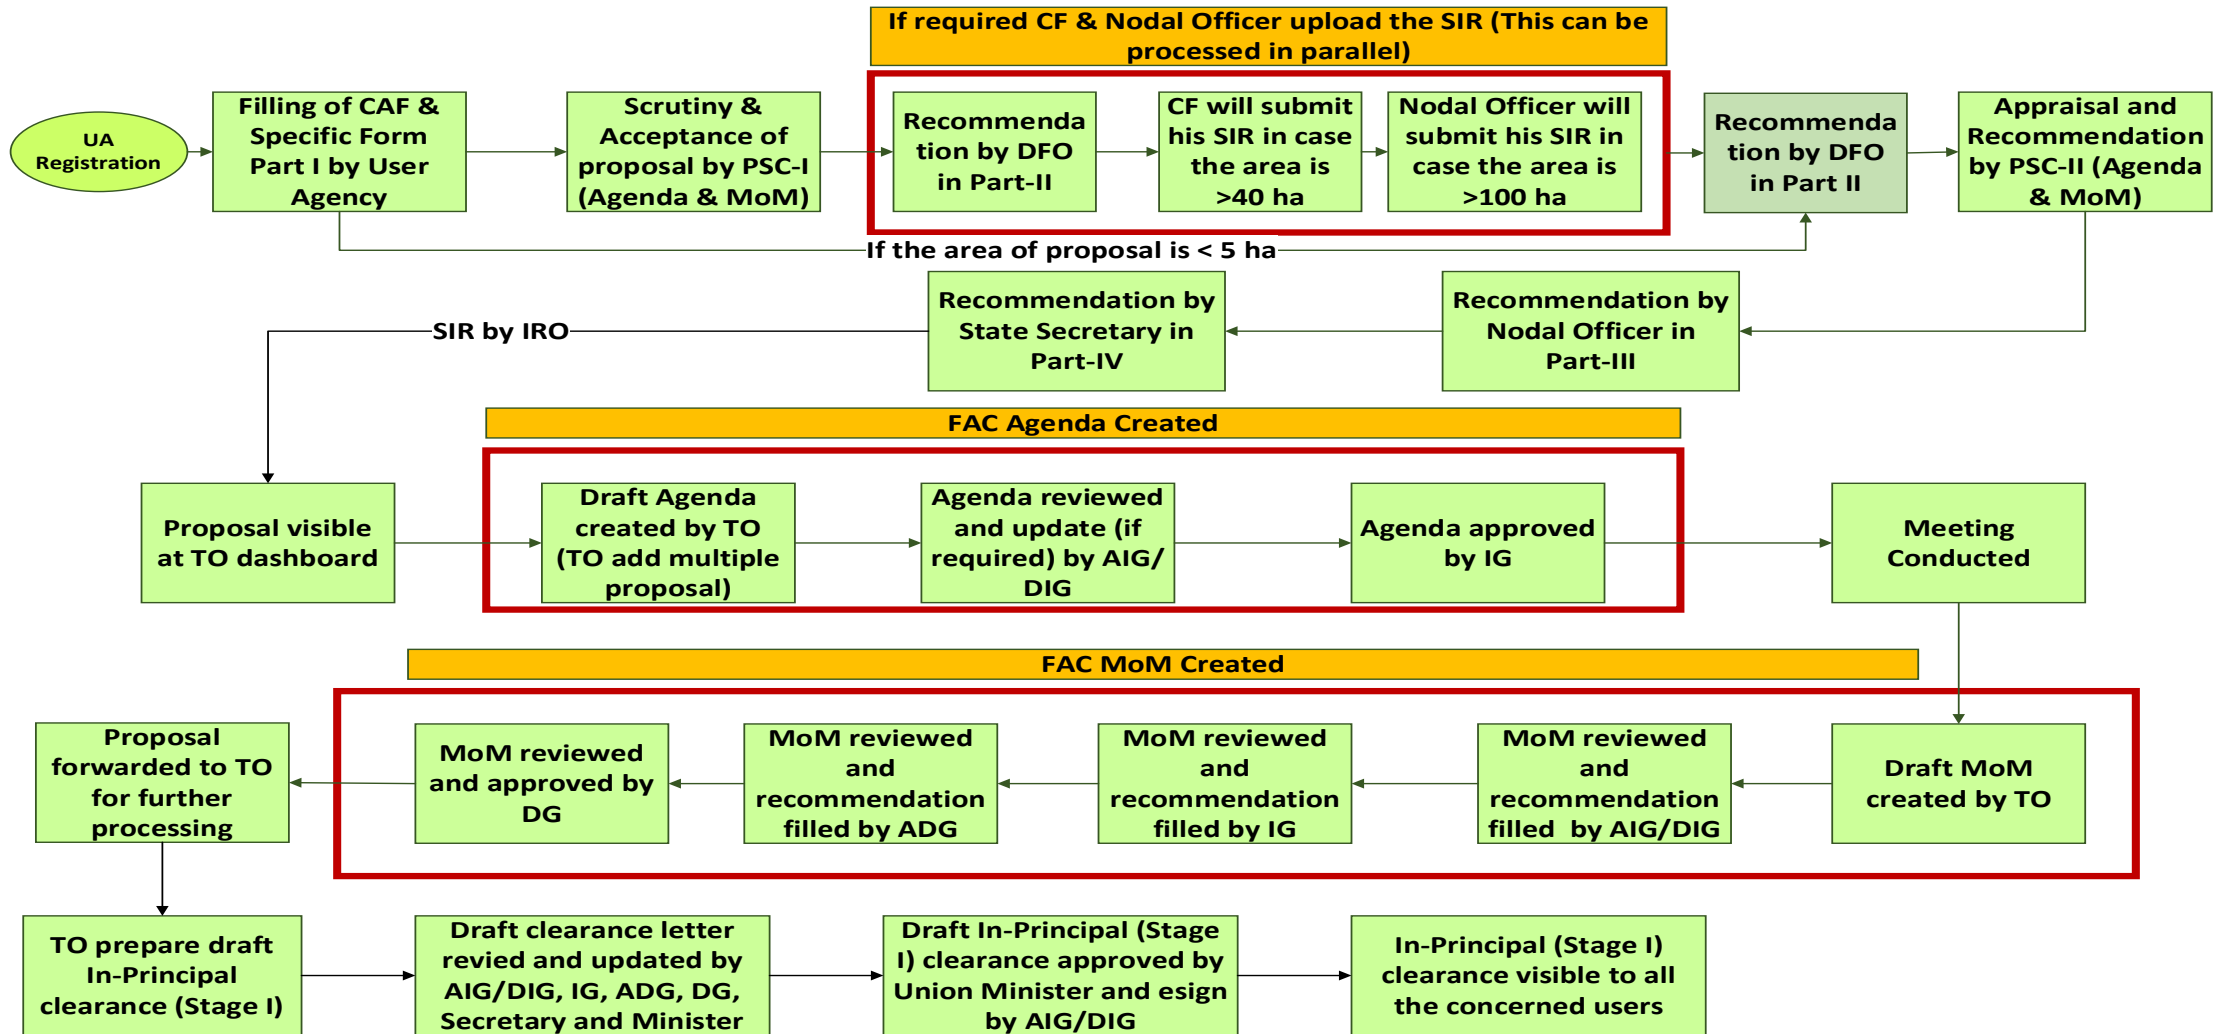 If required CF & Nodal Officer upload the SIR (This can be
processed in parallel)
UA
Registration
Filling of CAF &
Specific Form
Part I by User
Agency
Scrutiny &
Acceptance of
proposal by PSC-I
(Agenda & MoM)
Recommenda
tion by DFO
in Part-II
CF will submit
his SIR in case
the area is
>40 ha
Nodal Officer will
submit his SIR in
case the area is
>100 ha
Recommenda
tion by DFO
in Part II
Appraisal and
Recommendation
by PSC-II (Agenda
& MoM)
If the area of proposal is < 5 ha
SIR by IRO
Recommendation by
State Secretary in
Part-IV
Recommendation by
Nodal Officer in
Part-III
FAC Agenda Created
Proposal visible
at TO dashboard
Draft Agenda
created by TO
(TO add multiple
proposal)
Agenda reviewed
and update (if
required) by AIG/
DIG
Agenda approved
by IG
Meeting
Conducted
FAC MoM Created
Proposal
forwarded to TO
for further
processing
MoM reviewed
and approved by
DG
MoM reviewed
and
recommendation
filled by ADG
MoM reviewed
and
recommendation
filled by IG
MoM reviewed
and
recommendation
filled by AIG/DIG
Draft MoM
created by TO
TO prepare draft
In-Principal
clearance (Stage I)
Draft clearance letter
revied and updated by
AIG/DIG, IG, ADG, DG,
Secretary and Minister
Draft In-Principal (Stage
I) clearance approved by
Union Minister and esign
by AIG/DIG
In-Principal (Stage I)
clearance visible to all
the concerned users